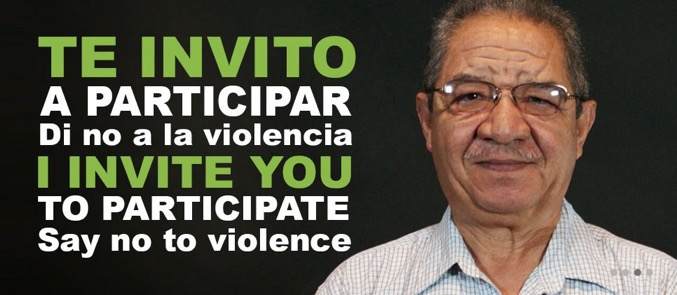 TE INVITO
A PARTICIPAR
Di no a la violencia
I INVITE YOU
TO PARTICIPATE
Say no to violence